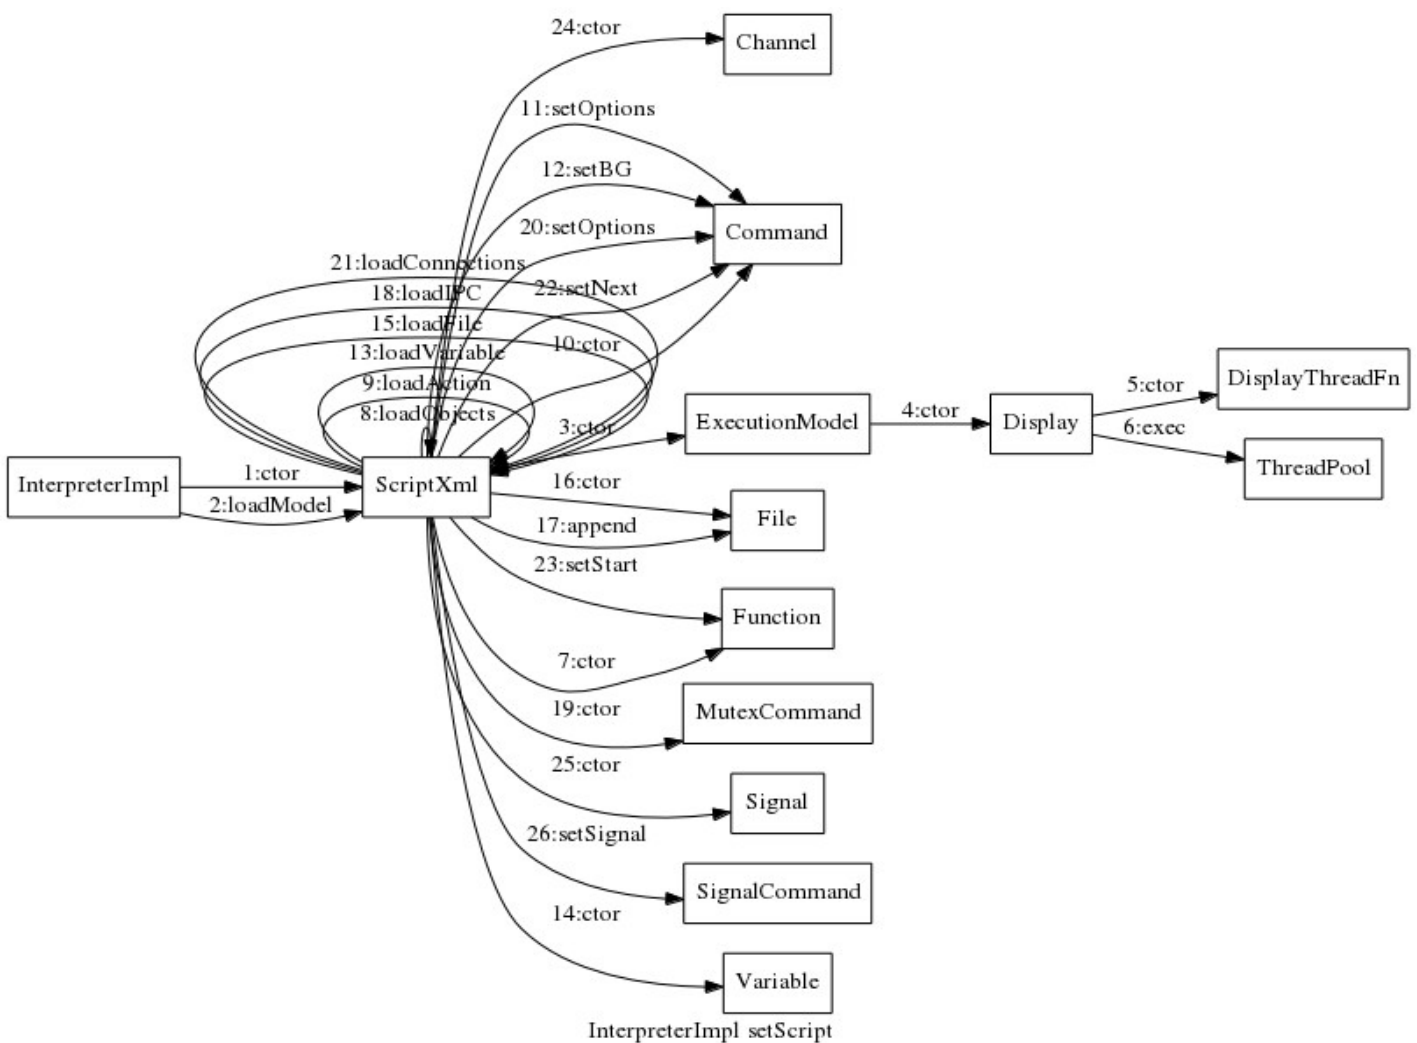 24:ctor
Channel
11:setOptions
12:setBG
20:setOptions
Command
21:loadConnections
22:setNext
18:loadIPC
15:loadFile
10:ctor
13:loadVariable
9:loadAction
DisplayThreadFn
5:ctor
8:loadObjects
3:ctor
ExecutionModel
4:ctor
Display
6:exec
ThreadPool
InterpreterImpl
1:ctor
2:loadModel
ScriptXml
16:ctor
File
17:append
23:setStart
Function
7:ctor
19:ctor
MutexCommand
25:ctor
Signal
26:setSignal
SignalCommand
14:ctor
Variable
InterpreterImpl setScript